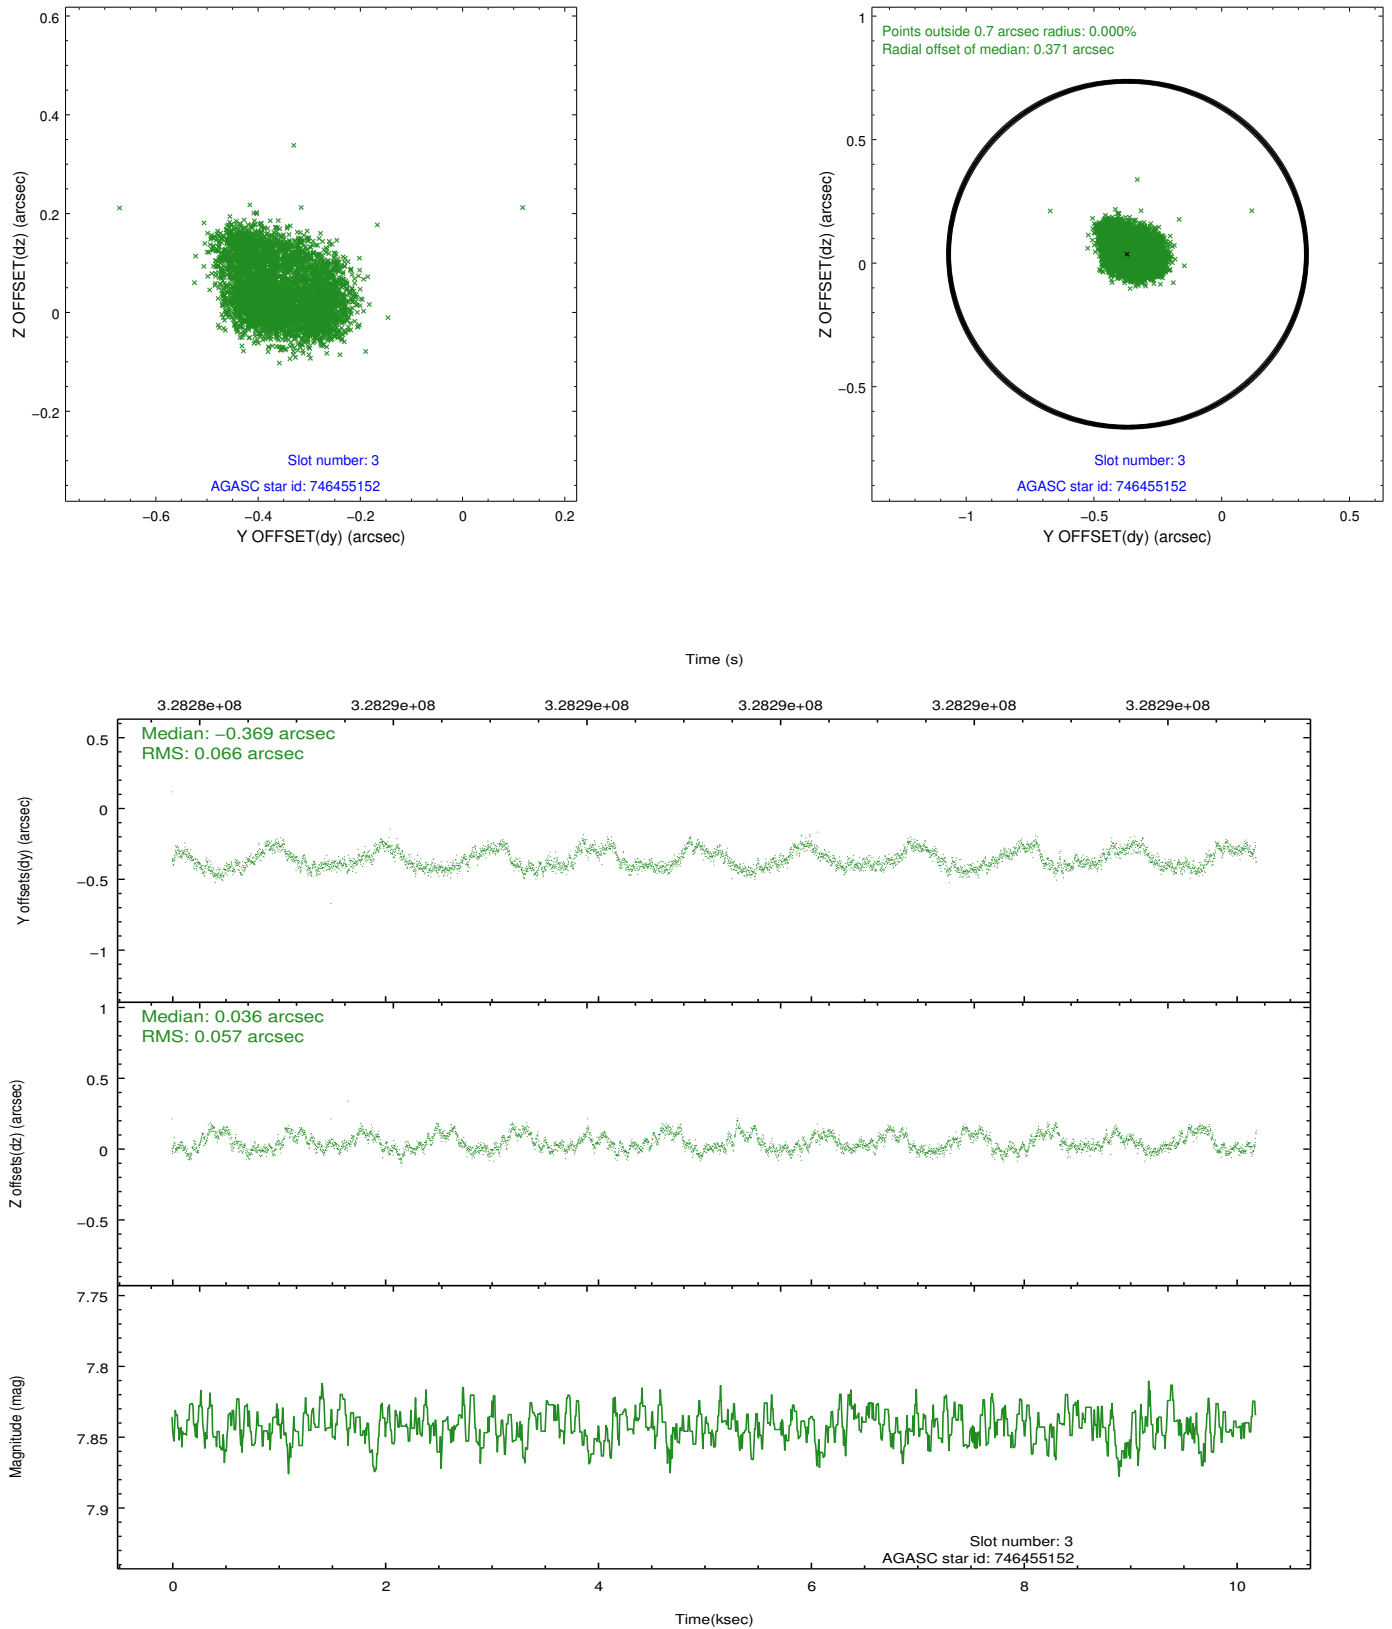 0.6
0.4
0.2
0
−0.2
Z OFFSET(dz) (arcsec)
Slot number: 3
AGASC star id: 746455152
−0.6
−0.4
−0.2
0
0.2
Y OFFSET(dy) (arcsec)
Points outside 0.7 arcsec radius: 0.000%
Radial offset of median: 0.371 arcsec
1
0.5
0
−0.5
Z OFFSET(dz) (arcsec)
Slot number: 3
AGASC star id: 746455152
−1
−0.5
0
0.5
Y OFFSET(dy) (arcsec)
Time (s)
3.2828e+08
3.2829e+08
3.2829e+08
3.2829e+08
3.2829e+08
3.2829e+08
Median: −0.369 arcsec
RMS: 0.066 arcsec
0.5
0
−0.5
−1
Y offsets(dy) (arcsec)
Median: 0.036 arcsec
RMS: 0.057 arcsec
1
0.5
0
−0.5
Z offsets(dz) (arcsec)
7.75
7.8
7.85
7.9
Magnitude (mag)
Slot number: 3
AGASC star id: 746455152
0
2
4
6
8
10
Time(ksec)